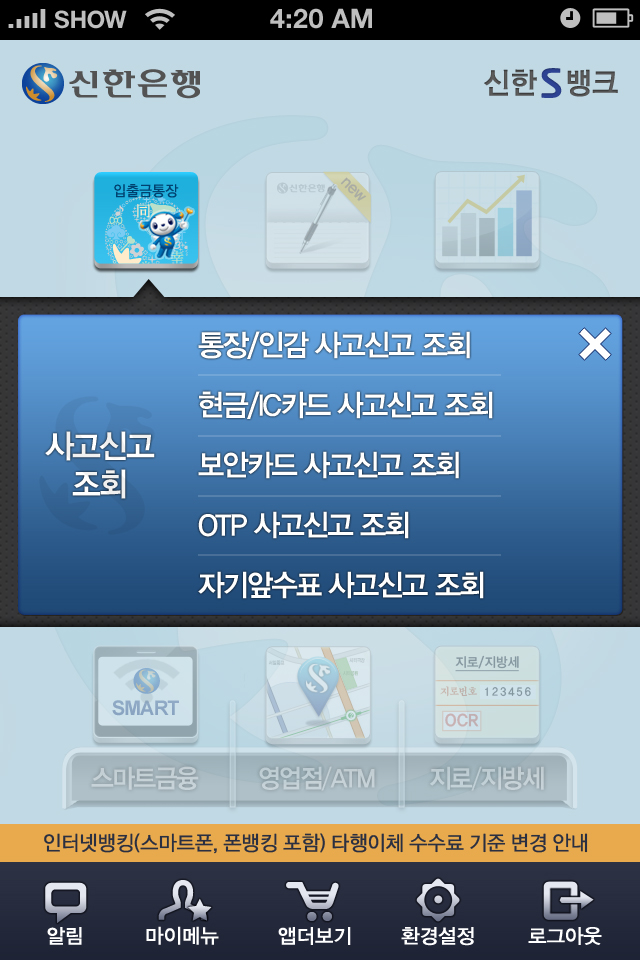 SHOW 4:20 AM
신한은행 신한 S 뱅크
입출금통장
신한은행 new
사고신고
조회
통장/인감 사고신고 조회
현금/IC카드 사고신고 조회
보안카드 사고신고 조회
OTP 사고신고 조회
자기앞수표 사고신고 조회
SMART
지로/지방세
지로번호 123456
OCR
스마트금융 영업점/ATM 지로/지방세
인터넷뱅킹(스마트폰, 폰뱅킹 포함) 타행이체 수수료 기준 변경 안내
알림 마이메뉴 앱더보기 환경설정 로그아웃